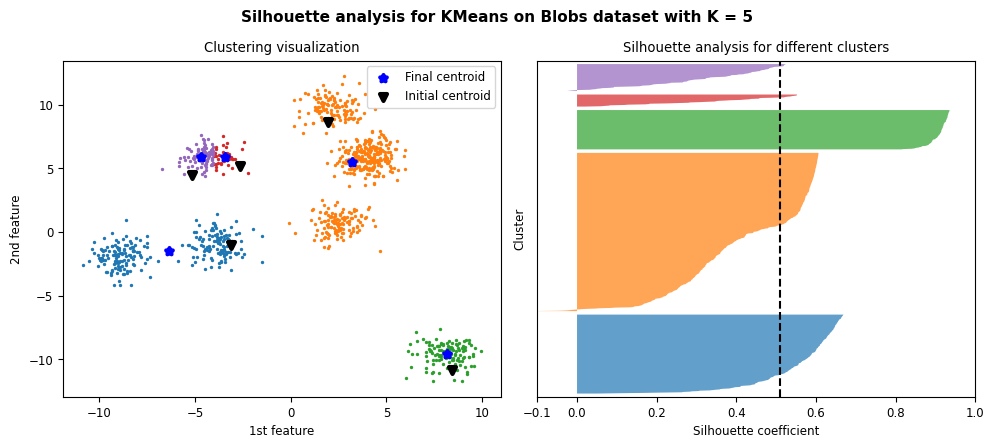 Silhouette analysis for KMeans on Blobs dataset with K = 5
Clustering visualization
Final centroid
Initial centroid
10
5
0
−5
−10
2nd feature
−10
−5
0
5
10
1st feature
Silhouette analysis for different clusters
Cluster
−0.1
0.0
0.2
0.4
0.6
0.8
1.0
Silhouette coefficient